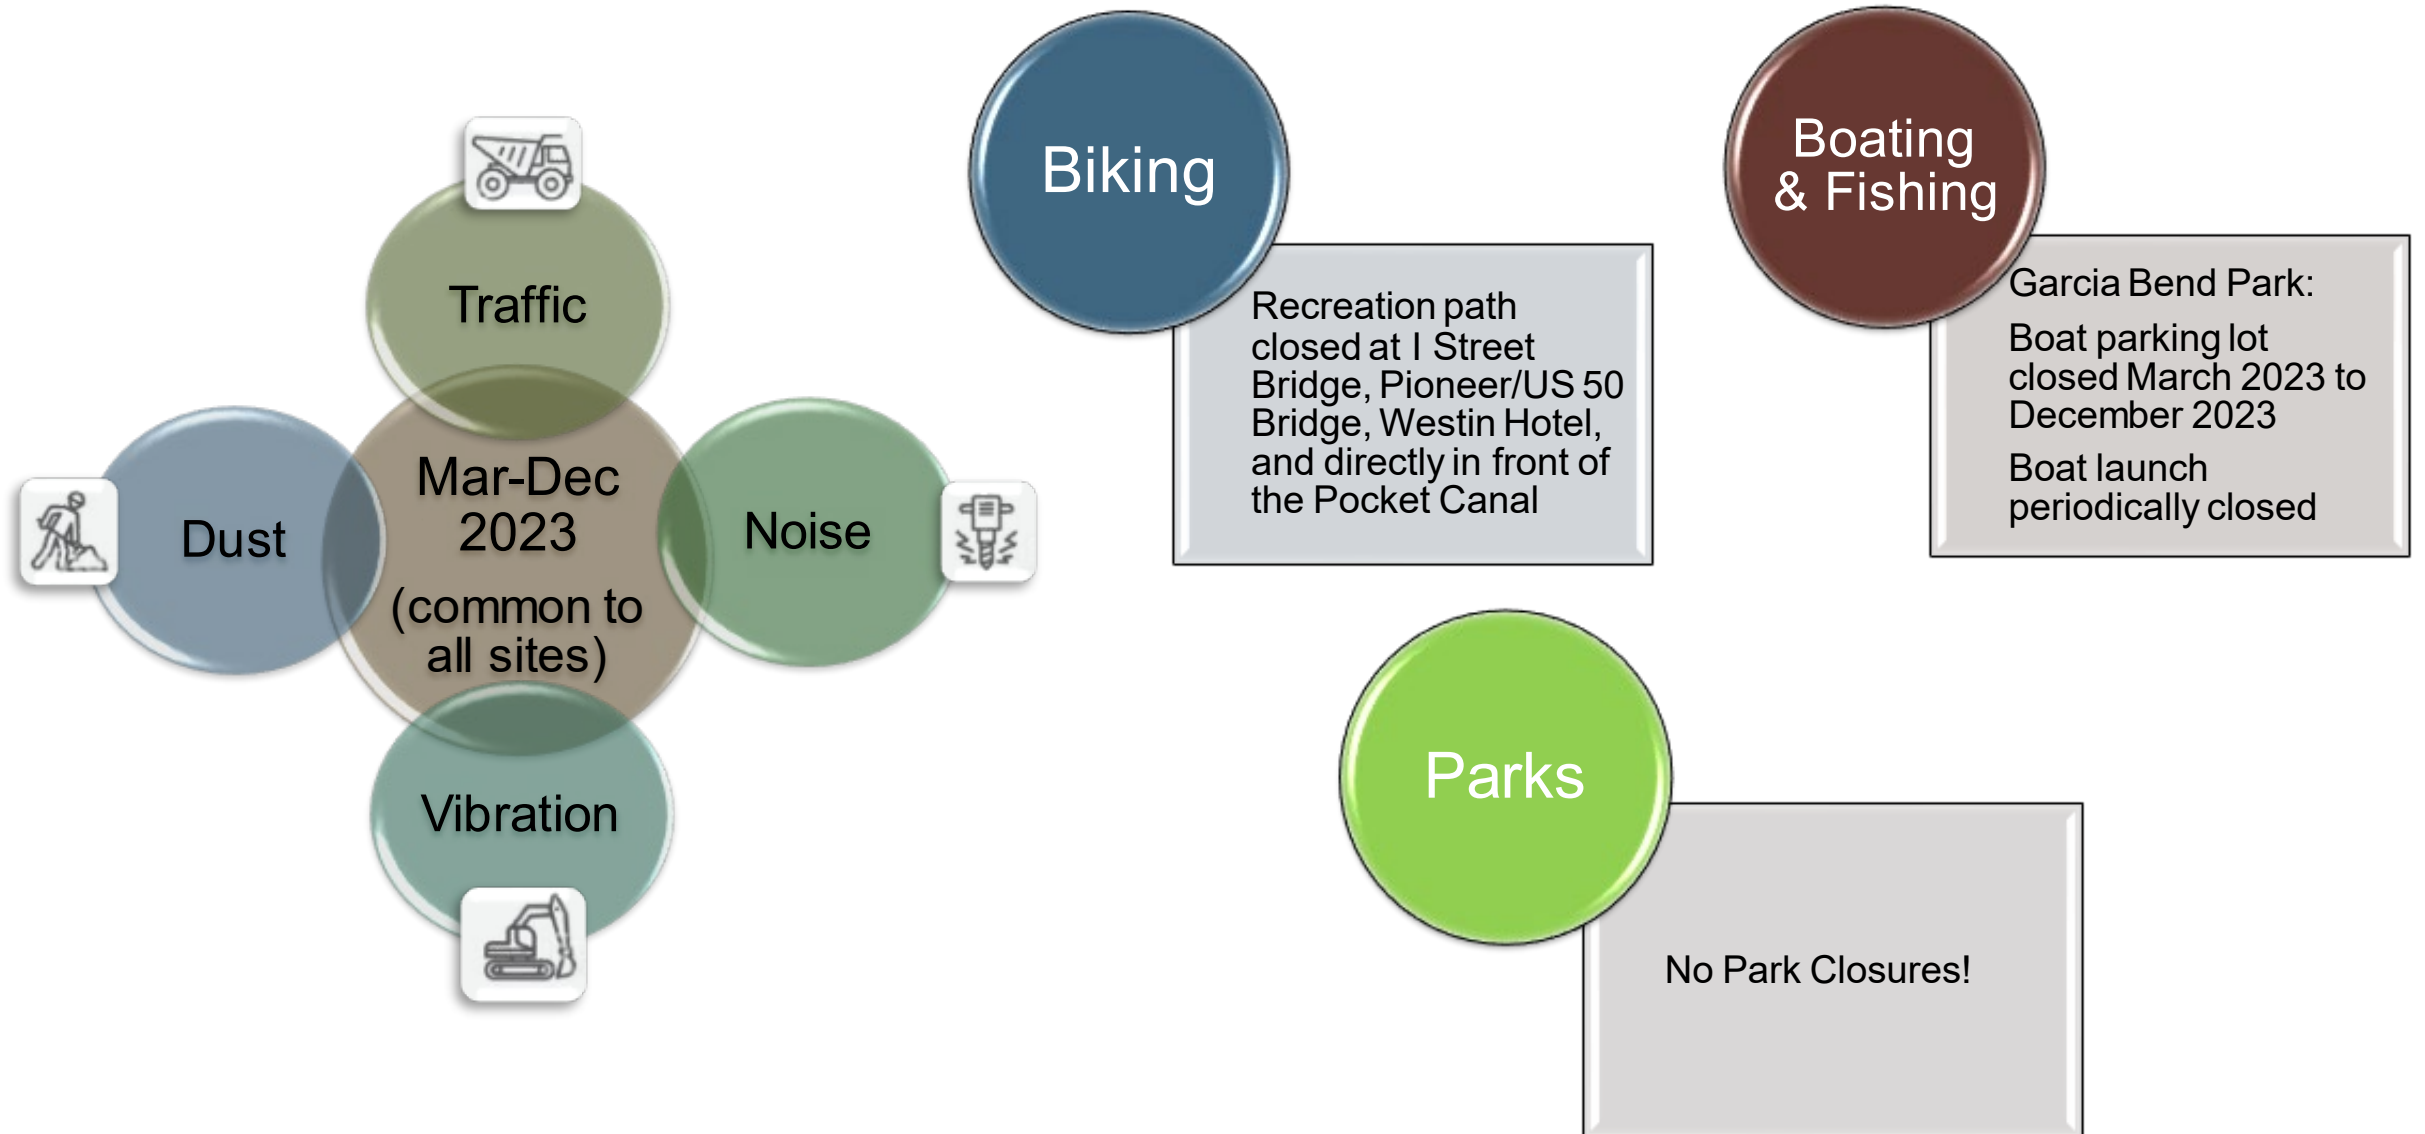 Traffic
Dust
Mar-Dec
2023
(common to
all sites)
Noise
Vibration
Biking
Recreation path
closed at I Street
Bridge, Pioneer/US 50
Bridge, Westin Hotel,
and directly in front of
the Pocket Canal
Boating
& Fishing
Garcia Bend Park:
Boat parking lot
closed March 2023 to
December 2023
Boat launch
periodically closed
Parks
No Park Closures!